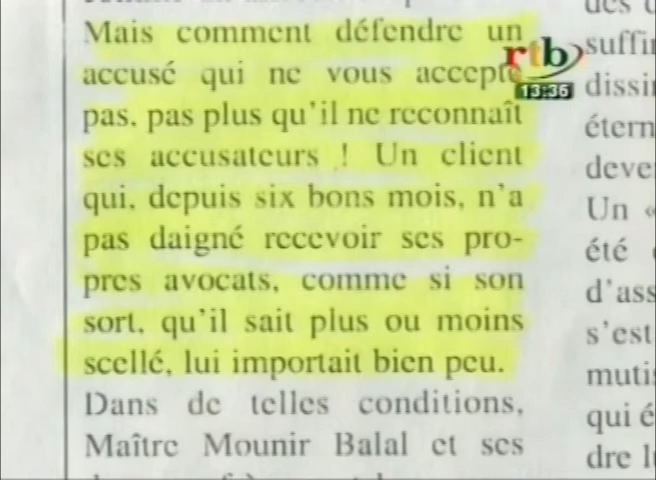 Mais comment défendre un
accusé qui ne vous accepte
pas, pas plus qu'il ne reconnaît
ses accusateurs ! Un client
qui, depuis six bons mois, n'a
pas daigné recevoir ses pro-
pres avocats, comme si son
sort, qu'il sait plus ou moins
scellé, lui importait bien peu.
Dans de telles conditions,
Maître Mounir Balal et ses
rtb
13:35
des
suffi
dissi
étern
deve
Un «
été
d'ass
s'est
muti
qui é
dre l